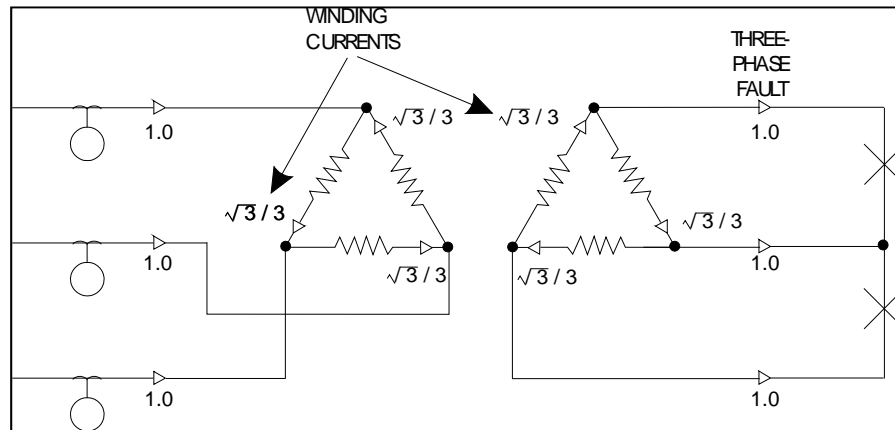 WINDING
CURRENTS
THREE-
PHASE
FAULT
√3 / 3
√3 / 3
1.0
1.0
√3 / 3
√3 / 3
1.0
√3 / 3
√3 / 3
1.0
1.0
1.0